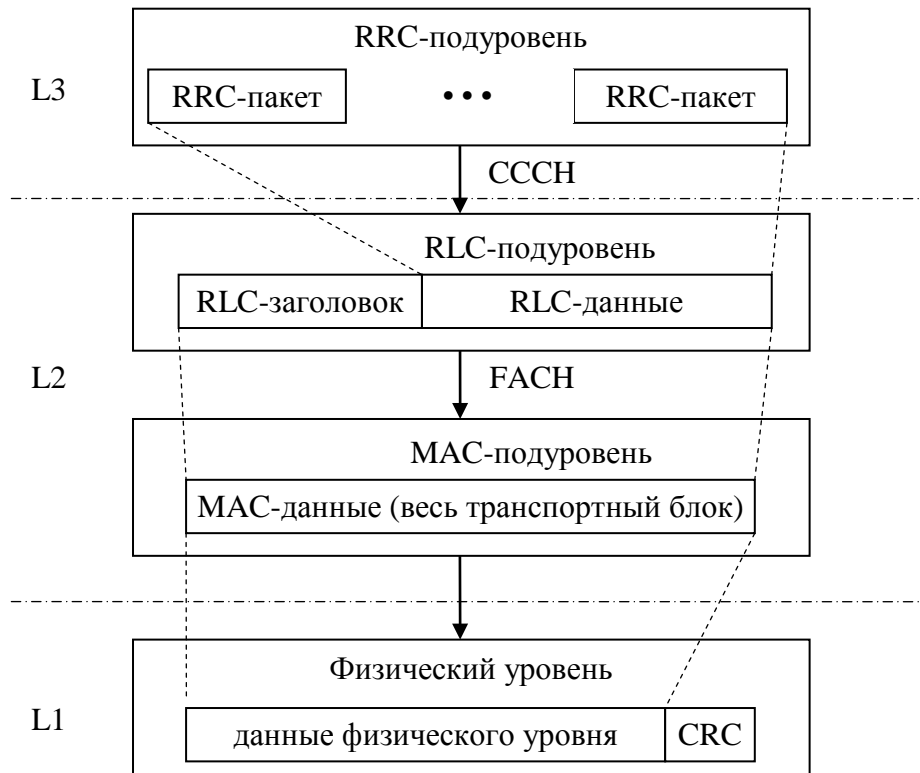 RRC-подуровень
L3
RRC-пакет
• • •
RRC-пакет
CCCH
RLC-подуровень
RLC-заголовок
RLC-данные
L2
FACH
MAC-подуровень
MAC-данные (весь транспортный блок)
Физический уровень
L1
данные физического уровня
CRC